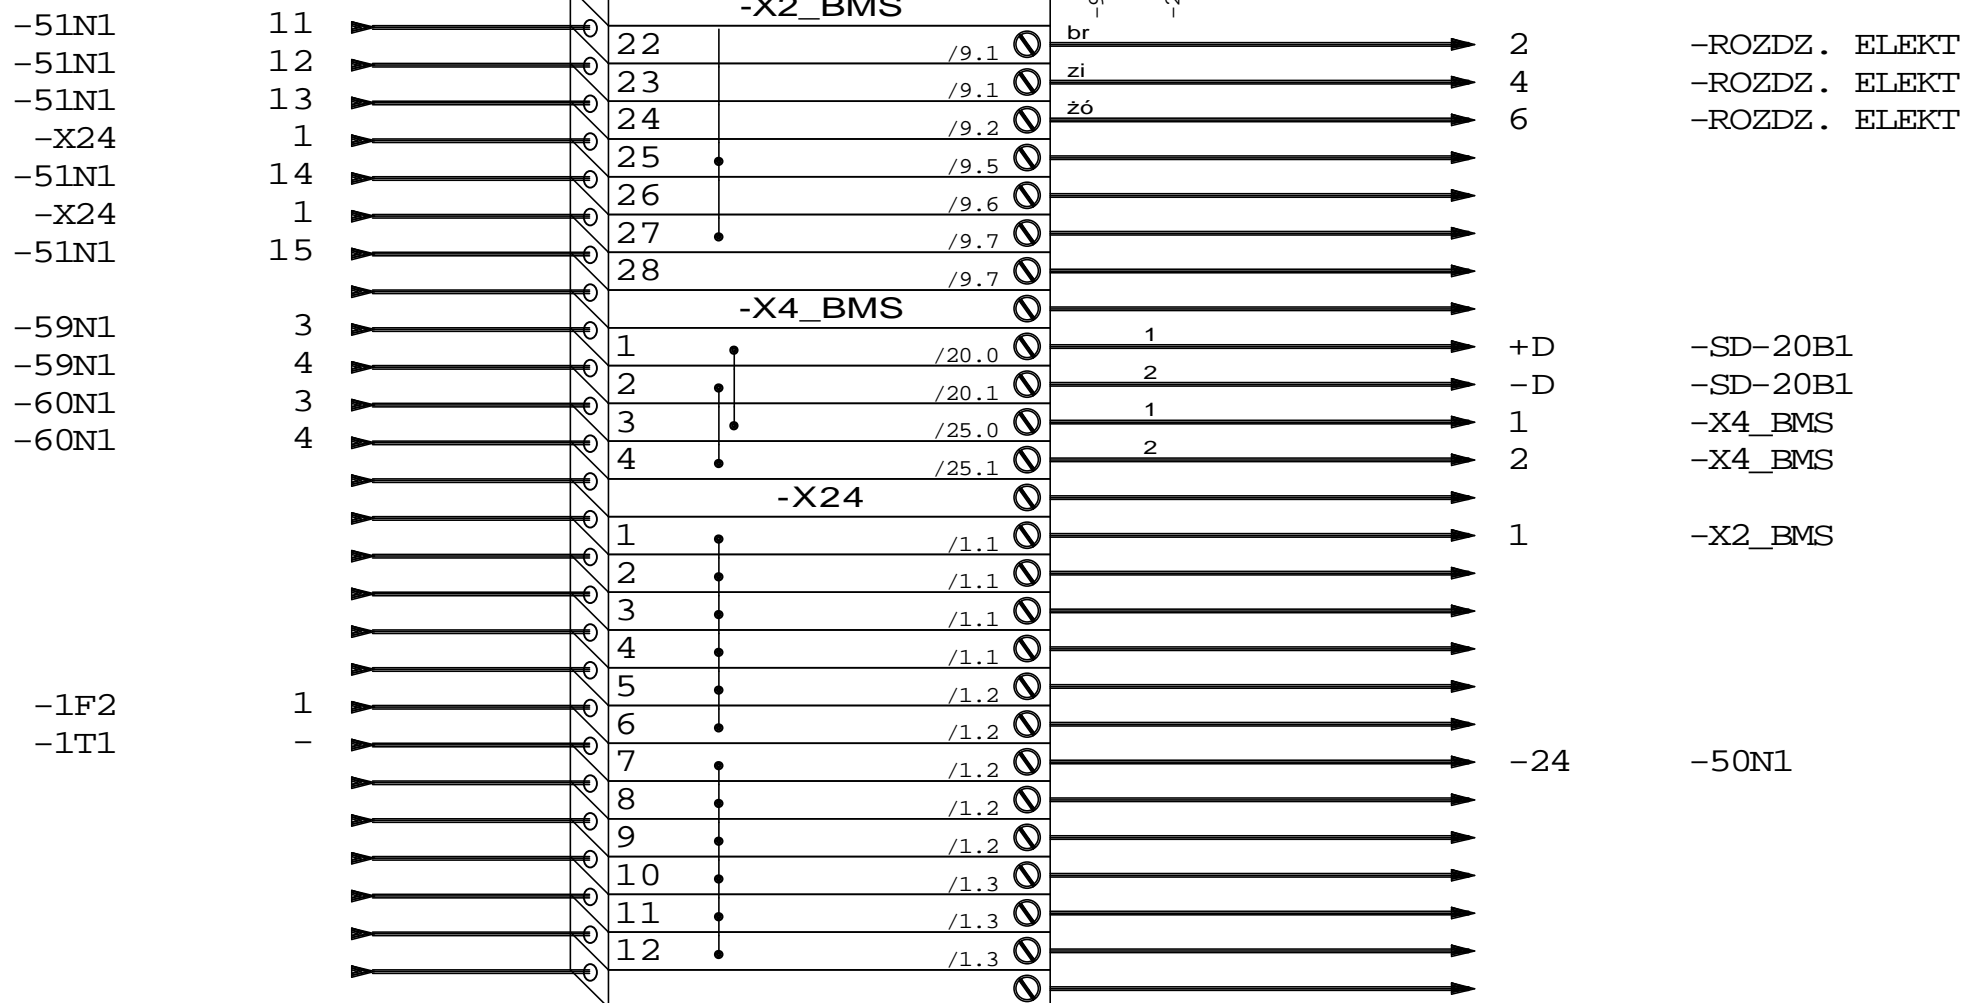 -X2_BMS
-51N1 11 22 /9.1 br 2 -ROZDZ. ELEKT
-51N1 12 23 /9.1 zi 4 -ROZDZ. ELEKT
-51N1 13 24 /9.2 żó 6 -ROZDZ. ELEKT
-X24 1 25 /9.5
-51N1 14 26 /9.6
-X24 1 27 /9.7
-51N1 15 28 /9.7
-X4_BMS
-59N1 3 1 /20.0 1 +D -SD-20B1
-59N1 4 2 /20.1 2 -D -SD-20B1
-60N1 3 3 /25.0 1 1 -X4_BMS
-60N1 4 4 /25.1 2 2 -X4_BMS
-X24
1 /1.1 1 -X2_BMS
2 /1.1
3 /1.1
4 /1.1
5 /1.2
-1F2 1 6 /1.2
-1T1 - 7 /1.2 -24 -50N1
8 /1.2
9 /1.2
10 /1.3
11 /1.3
12 /1.3